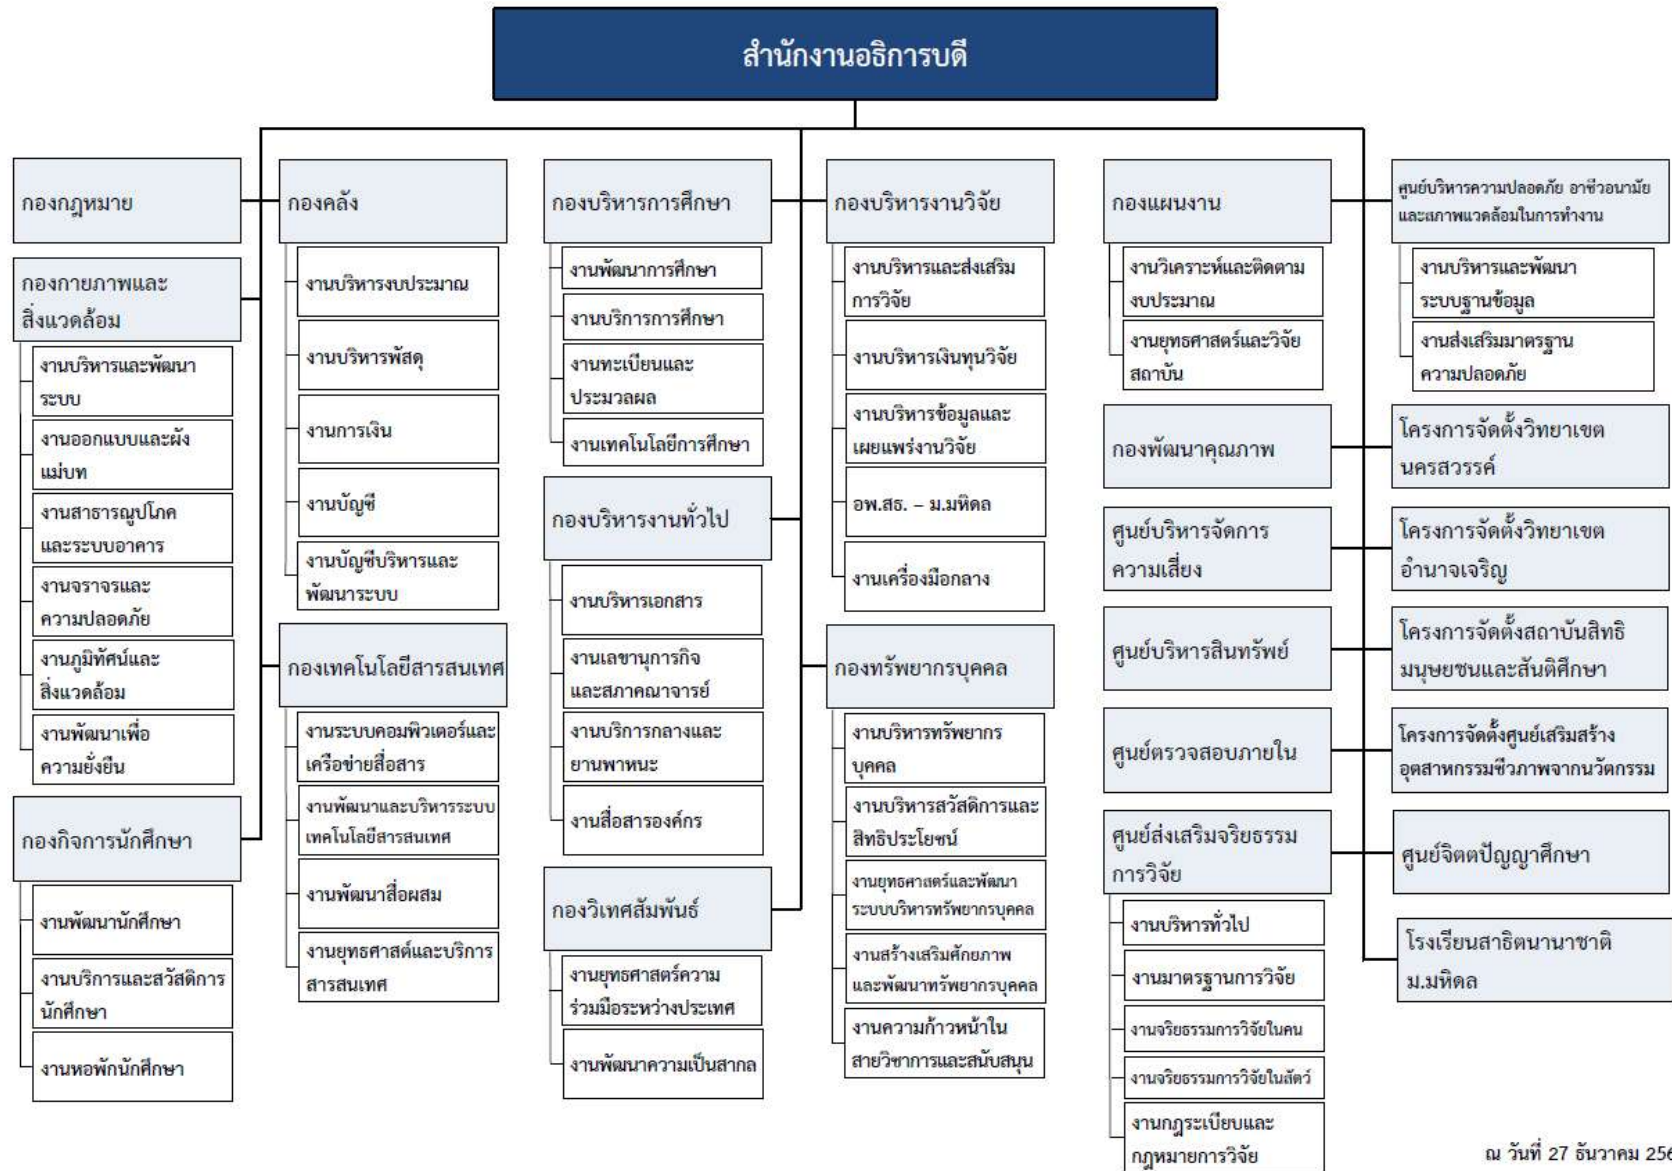 สำนักงานอธิการบดี
กองกฎหมาย
กองกายภาพและ
สิ่งแวดล้อม
งานบริหารและพัฒนา
ระบบ
งานออกแบบและผัง
แม่บท
งานสาธารณูปโภค
และระบบอาคาร
งานจราจรและ
ความปลอดภัย
งานภูมิทัศน์และ
สิ่งแวดล้อม
งานพัฒนาเพื่อ
ความยั่งยืน
กองกิจการนักศึกษา
งานพัฒนานักศึกษา
งานบริการและสวัสดิการ
นักศึกษา
งานหอพักนักศึกษา
กองคลัง
งานบริหารงบประมาณ
งานบริหารพัสดุ
งานการเงิน
งานบัญชี
งานบัญชีบริหารและ
พัฒนาระบบ
กองเทคโนโลยีสารสนเทศ
งานระบบคอมพิวเตอร์และ
เครือข่ายสื่อสาร
งานพัฒนาและบริหารระบบ
เทคโนโลยีสารสนเทศ
งานพัฒนาสื่อผสม
งานยุทธศาสต์และบริการ
สารสนเทศ
กองบริหารการศึกษา
งานพัฒนาการศึกษา
งานบริการการศึกษา
งานทะเบียนและ
ประมวลผล
งานเทคโนโลยีการศึกษา
กองบริหารงานทั่วไป
งานบริหารเอกสาร
งานเลขานุการกิจ
และสภาคณาจารย์
งานบริการกลางและ
ยานพาหนะ
งานสื่อสารองค์กร
กองวิเทศสัมพันธ์
งานยุทธศาสตร์ความ
ร่วมมือระหว่างประเทศ
งานพัฒนาความเป็นสากล
กองบริหารงานวิจัย
งานบริหารและส่งเสริม
การวิจัย
งานบริหารเงินทุนวิจัย
งานบริหารข้อมูลและ
เผยแพร่งานวิจัย
อพ.สธ. – ม.มหิดล
งานเครื่องมือกลาง
กองทรัพยากรบุคคล
งานบริหารทรัพยากร
บุคคล
งานบริหารสวัสดิการและ
สิทธิประโยชน์
งานยุทธศาสตร์และพัฒนา
ระบบบริหารทรัพยากรบุคคล
งานสร้างเสริมศักยภาพ
และพัฒนาทรัพยากรบุคคล
งานความก้าวหน้าใน
สายวิชาการและสนับสนุน
กองแผนงาน
งานวิเคราะห์และติดตาม
งบประมาณ
งานยุทธศาสตร์และวิจัย
สถาบัน
กองพัฒนาคุณภาพ
ศูนย์บริหารจัดการ
ความเสี่ยง
ศูนย์บริหารสินทรัพย์
ศูนย์ตรวจสอบภายใน
ศูนย์ส่งเสริมจริยธรรม
การวิจัย
งานบริหารทั่วไป
งานมาตรฐานการวิจัย
งานจริยธรรมการวิจัยในคน
งานจริยธรรมการวิจัยในสัตว์
งานกฎระเบียบและ
กฎหมายการวิจัย
ศูนย์บริหารความปลอดภัย อาชีวอนามัย
และสภาพแวดล้อมในการทำงาน
งานบริหารและพัฒนา
ระบบฐานข้อมูล
งานส่งเสริมมาตรฐาน
ความปลอดภัย
โครงการจัดตั้งวิทยาเขต
นครสวรรค์
โครงการจัดตั้งวิทยาเขต
อำนาจเจริญ
โครงการจัดตั้งสถาบันสิทธิ
มนุษยชนและสันติศึกษา
โครงการจัดตั้งศูนย์เสริมสร้าง
อุตสาหกรรมชีวภาพจากนวัตกรรม
ศูนย์จิตตปัญญาศึกษา
โรงเรียนสาธิตนานาชาติ
ม.มหิดล
ณ วันที่ 27 ธันวาคม 256